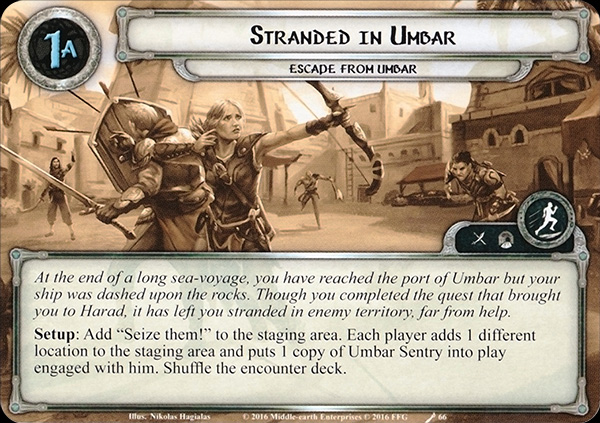 1A
STRANDED IN UMBAR
ESCAPE FROM UMBAR
At the end of a long sea-voyage, you have reached the port of Umbar but your
ship was dashed upon the rocks. Though you completed the quest that brought
you to Harad, it has left you stranded in enemy territory, far from help.
Setup: Add “Seize them!” to the staging area. Each player adds 1 different
location to the staging area and puts 1 copy of Umbar Sentry into play
engaged with him. Shuffle the encounter deck.
Illus. Nikolas Hagialas © 2016 Middle-earth Enterprises © 2016 FFG 66